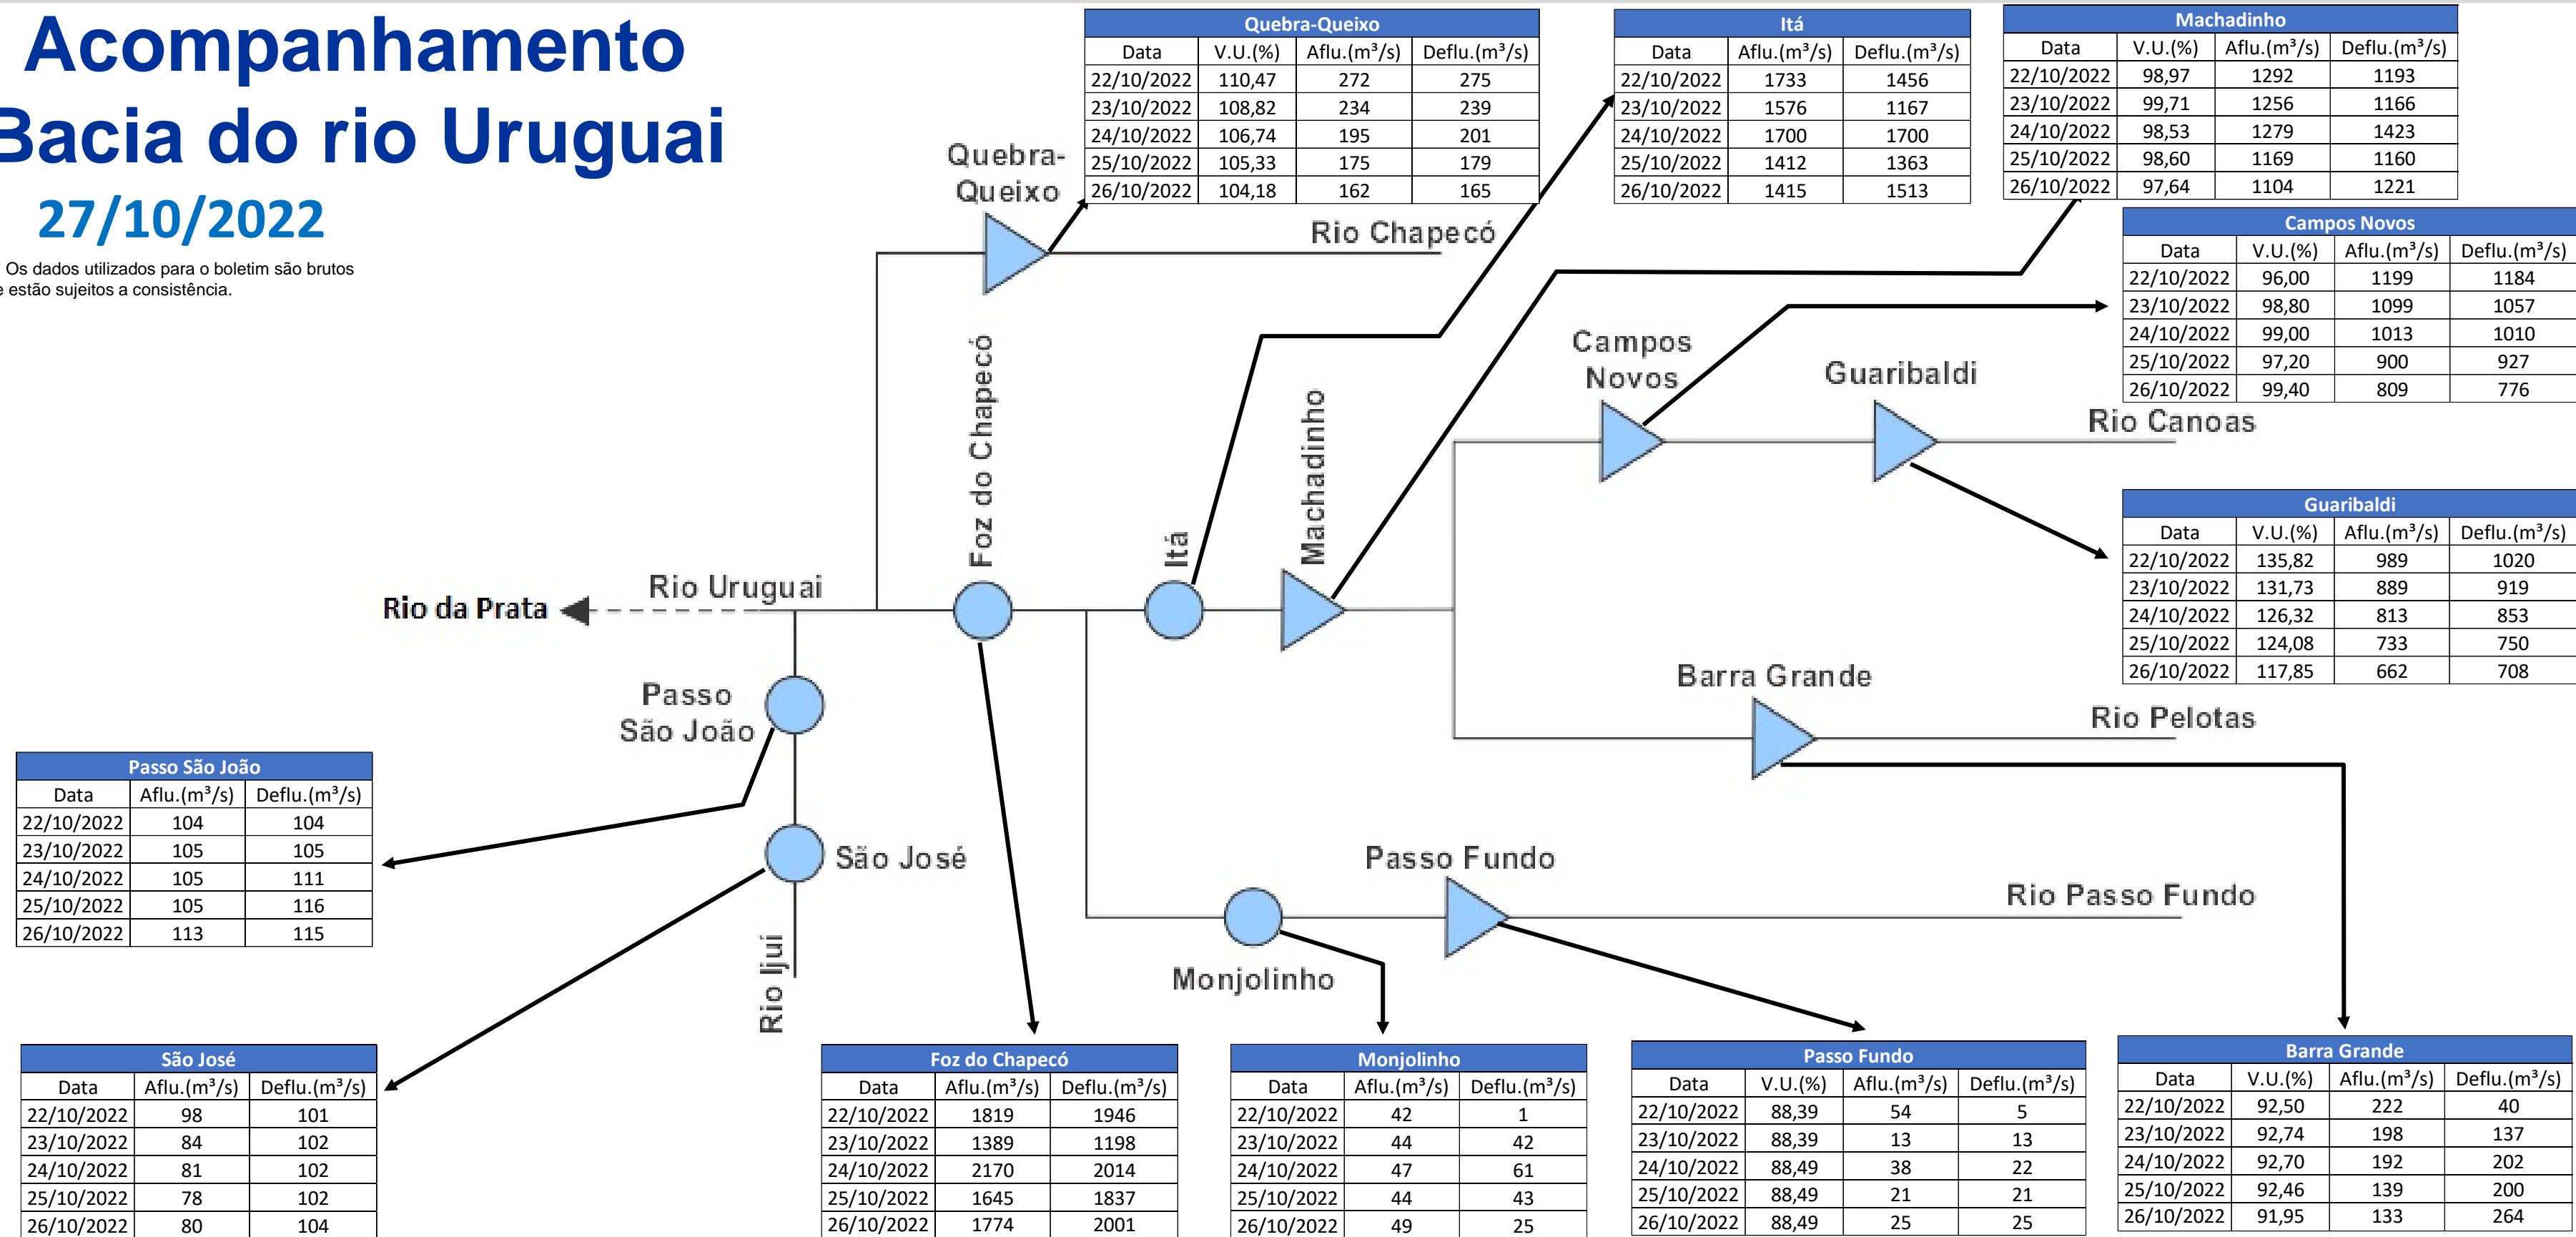 Acompanhamento
Bacia do rio Uruguai
27/10/2022
Os dados utilizados para o boletim são brutos
e estão sujeitos a consistência.
Quebra-Queixo
Data V.U.(%) Aflu.(m³/s) Deflu.(m³/s)
22/10/2022 110,47 272 275
23/10/2022 108,82 234 239
24/10/2022 106,74 195 201
25/10/2022 105,33 175 179
26/10/2022 104,18 162 165
Itá
Data Aflu.(m³/s) Deflu.(m³/s)
22/10/2022 1733 1456
23/10/2022 1576 1167
24/10/2022 1700 1700
25/10/2022 1412 1363
26/10/2022 1415 1513
Machadinho
Data V.U.(%) Aflu.(m³/s) Deflu.(m³/s)
22/10/2022 98,97 1292 1193
23/10/2022 99,71 1256 1166
24/10/2022 98,53 1279 1423
25/10/2022 98,60 1169 1160
26/10/2022 97,64 1104 1221
Campos Novos
Data V.U.(%) Aflu.(m³/s) Deflu.(m³/s)
22/10/2022 96,00 1199 1184
23/10/2022 98,80 1099 1057
24/10/2022 99,00 1013 1010
25/10/2022 97,20 900 927
26/10/2022 99,40 809 776
Guaribaldi
Data V.U.(%) Aflu.(m³/s) Deflu.(m³/s)
22/10/2022 135,82 989 1020
23/10/2022 131,73 889 919
24/10/2022 126,32 813 853
25/10/2022 124,08 733 750
26/10/2022 117,85 662 708
Quebra-
Queixo
Rio Chapecó
Foz do Chapecó
Itá
Machadinho
Campos
Novos
Guaribaldi
Rio Canoas
Rio Uruguai
Rio da Prata
Barra Grande
Rio Pelotas
Passo
São João
São José
Rio Ijuí
Passo Fundo
Rio Passo Fundo
Monjolinho
Passo São João
Data Aflu.(m³/s) Deflu.(m³/s)
22/10/2022 104 104
23/10/2022 105 105
24/10/2022 105 111
25/10/2022 105 116
26/10/2022 113 115
São José
Data Aflu.(m³/s) Deflu.(m³/s)
22/10/2022 98 101
23/10/2022 84 102
24/10/2022 81 102
25/10/2022 78 102
26/10/2022 80 104
Foz do Chapecó
Data Aflu.(m³/s) Deflu.(m³/s)
22/10/2022 1819 1946
23/10/2022 1389 1198
24/10/2022 2170 2014
25/10/2022 1645 1837
26/10/2022 1774 2001
Monjolinho
Data Aflu.(m³/s) Deflu.(m³/s)
22/10/2022 42 1
23/10/2022 44 42
24/10/2022 47 61
25/10/2022 44 43
26/10/2022 49 25
Passo Fundo
Data V.U.(%) Aflu.(m³/s) Deflu.(m³/s)
22/10/2022 88,39 54 5
23/10/2022 88,39 13 13
24/10/2022 88,49 38 22
25/10/2022 88,49 21 21
26/10/2022 88,49 25 25
Barra Grande
Data V.U.(%) Aflu.(m³/s) Deflu.(m³/s)
22/10/2022 92,50 222 40
23/10/2022 92,74 198 137
24/10/2022 92,70 192 202
25/10/2022 92,46 139 200
26/10/2022 91,95 133 264